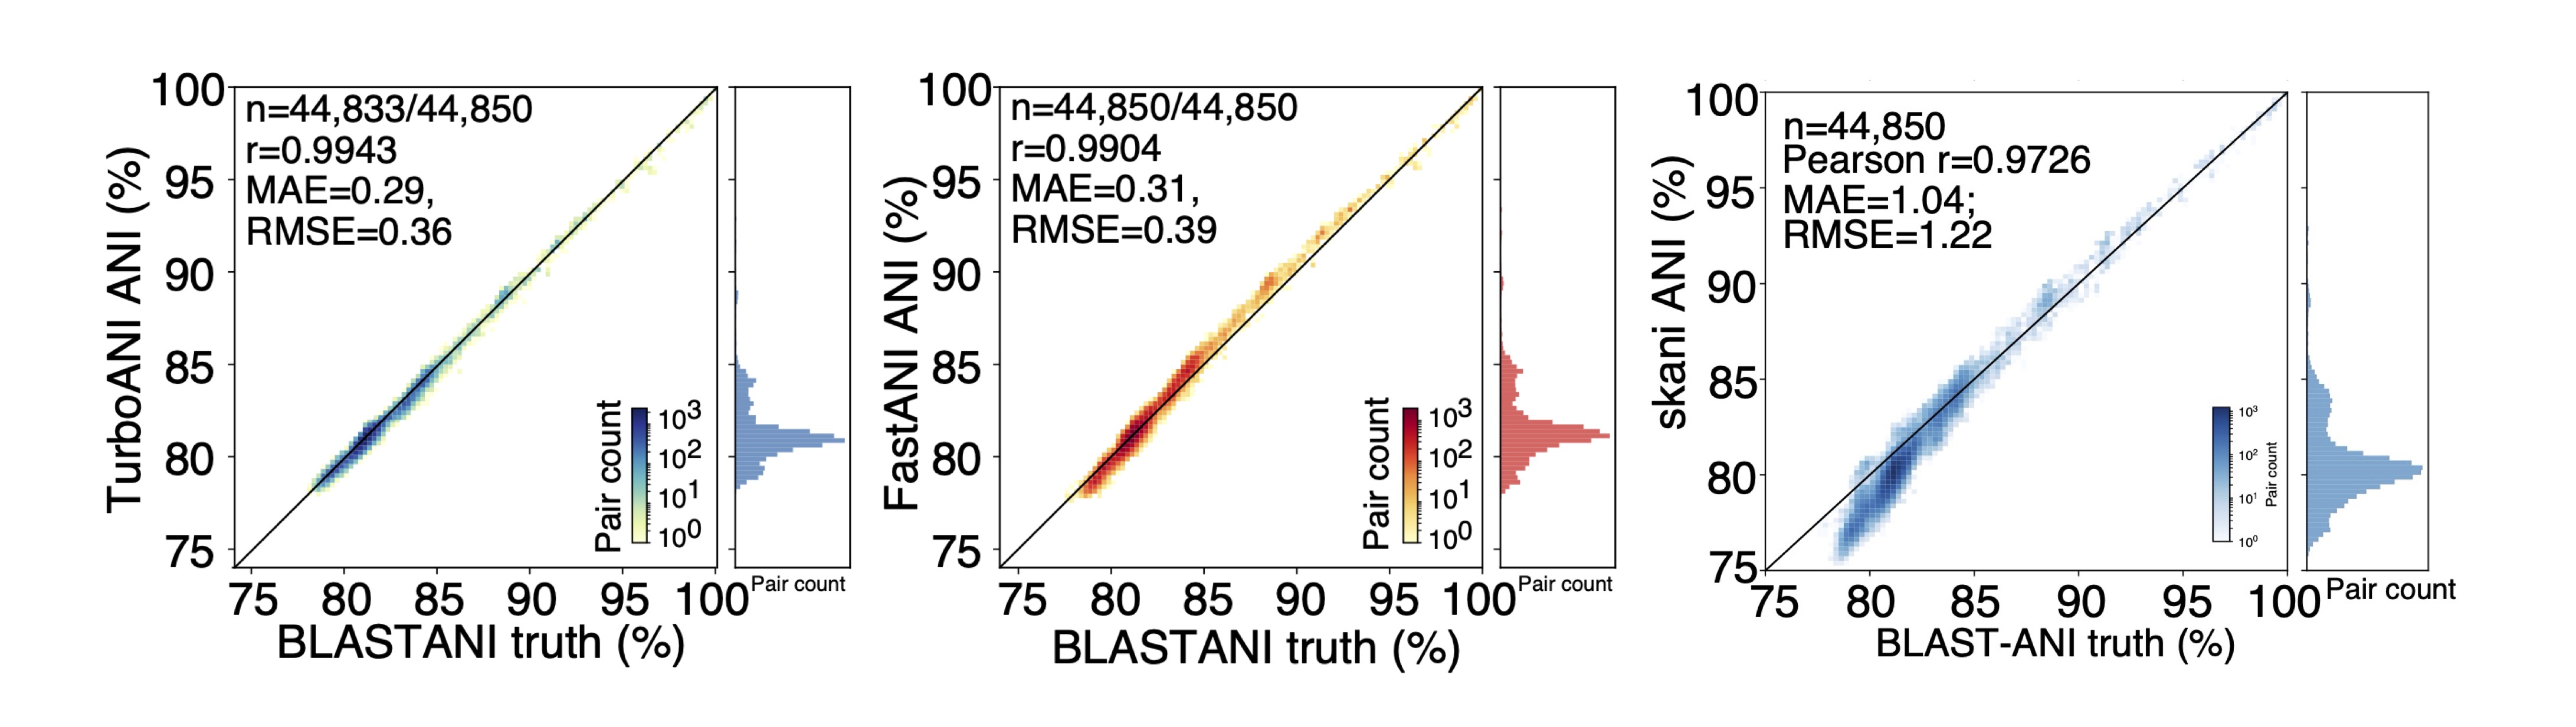 100
95
90
85
80
75
TurboANI ANI (%)
n=44,833/44,850
r=0.9943
MAE=0.29,
RMSE=0.36
Pair count
10³
10²
10¹
10⁰
75 80 85 90 95 100
BLASTANI truth (%)
Pair count
100
95
90
85
80
75
FastANI ANI (%)
n=44,850/44,850
r=0.9904
MAE=0.31,
RMSE=0.39
Pair count
10³
10²
10¹
10⁰
75 80 85 90 95 100
BLASTANI truth (%)
Pair count
100
95
90
85
80
75
skani ANI (%)
n=44,850
Pearson r=0.9726
MAE=1.04;
RMSE=1.22
10³
10²
10¹
10⁰
Pair count
75 80 85 90 95 100
BLAST-ANI truth (%)
Pair count